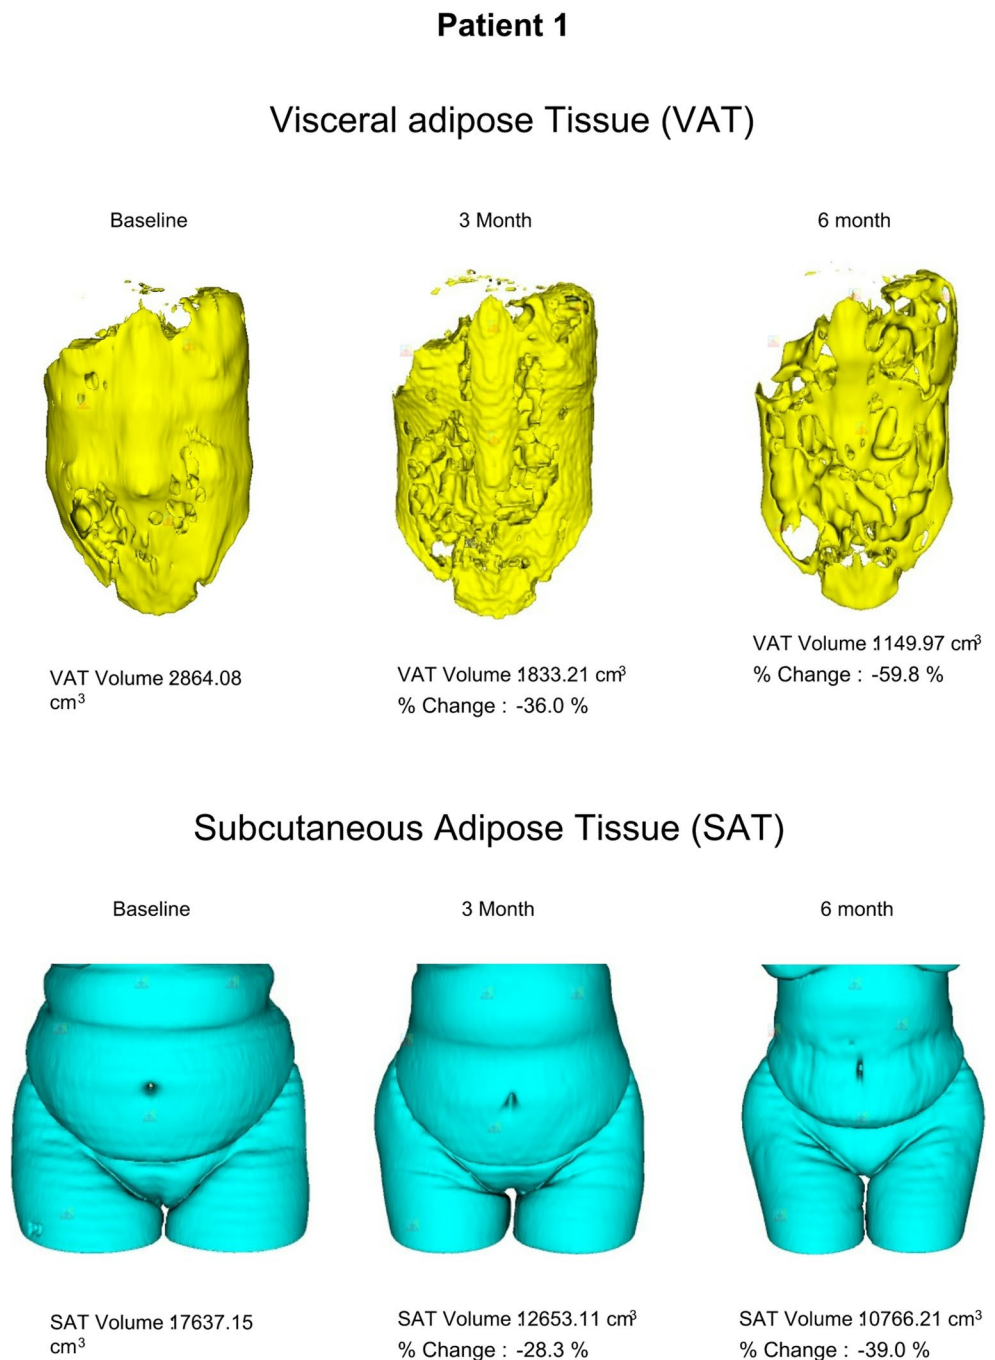 Patient 1
Visceral adipose Tissue (VAT)
Baseline
3 Month
6 month
VAT Volume :2864.08
cm³
VAT Volume :1833.21 cm³
% Change : -36.0 %
VAT Volume :1149.97 cm³
% Change : -59.8 %
Subcutaneous Adipose Tissue (SAT)
Baseline
3 Month
6 month
SAT Volume :17637.15
cm³
SAT Volume :12653.11 cm³
% Change : -28.3 %
SAT Volume :10766.21 cm³
% Change : -39.0 %